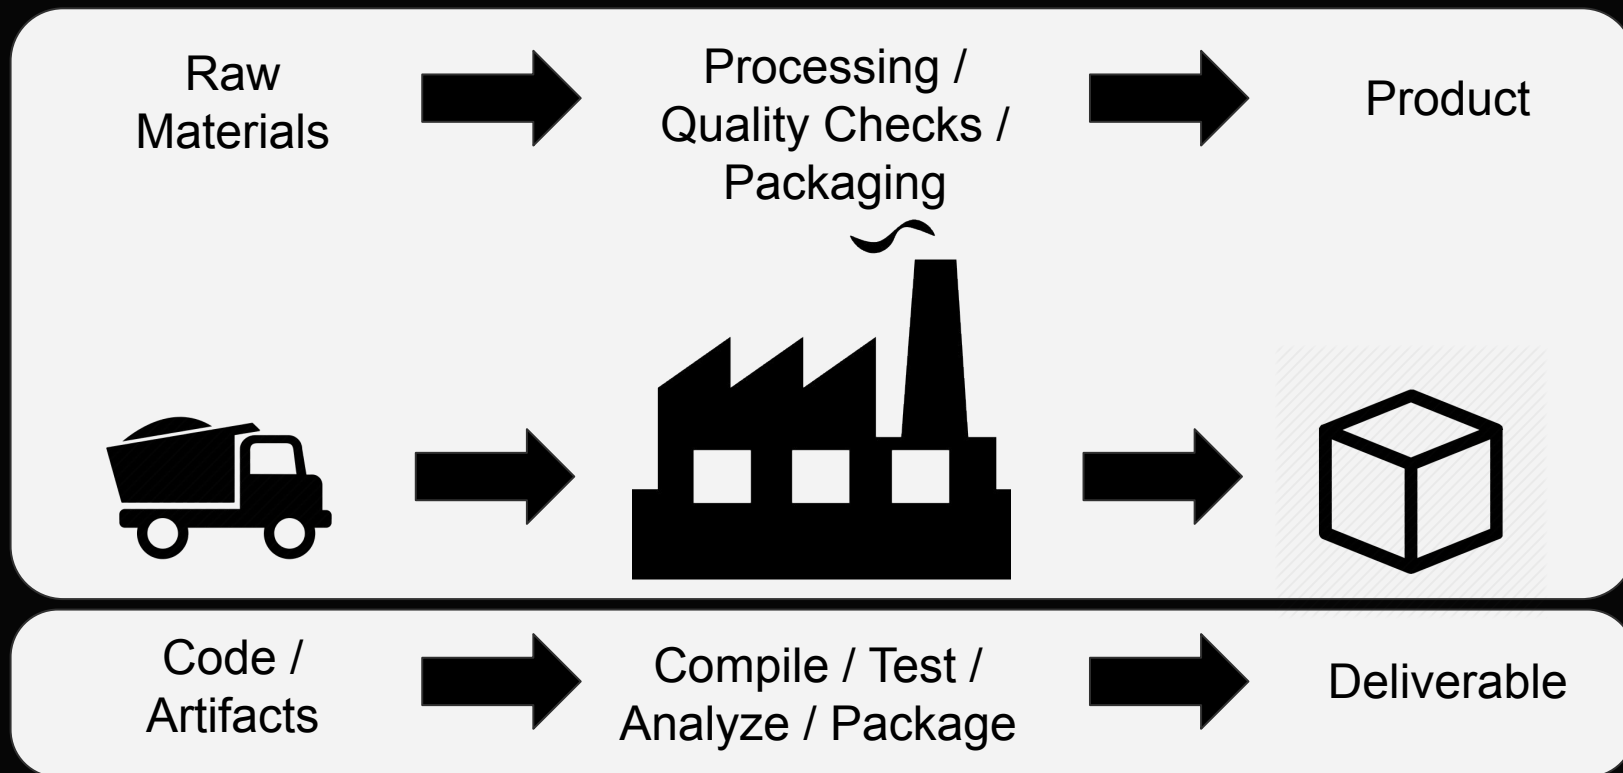 Raw
Materials
Processing /
Quality Checks /
Packaging
Product
Code /
Artifacts
Compile / Test /
Analyze / Package
Deliverable